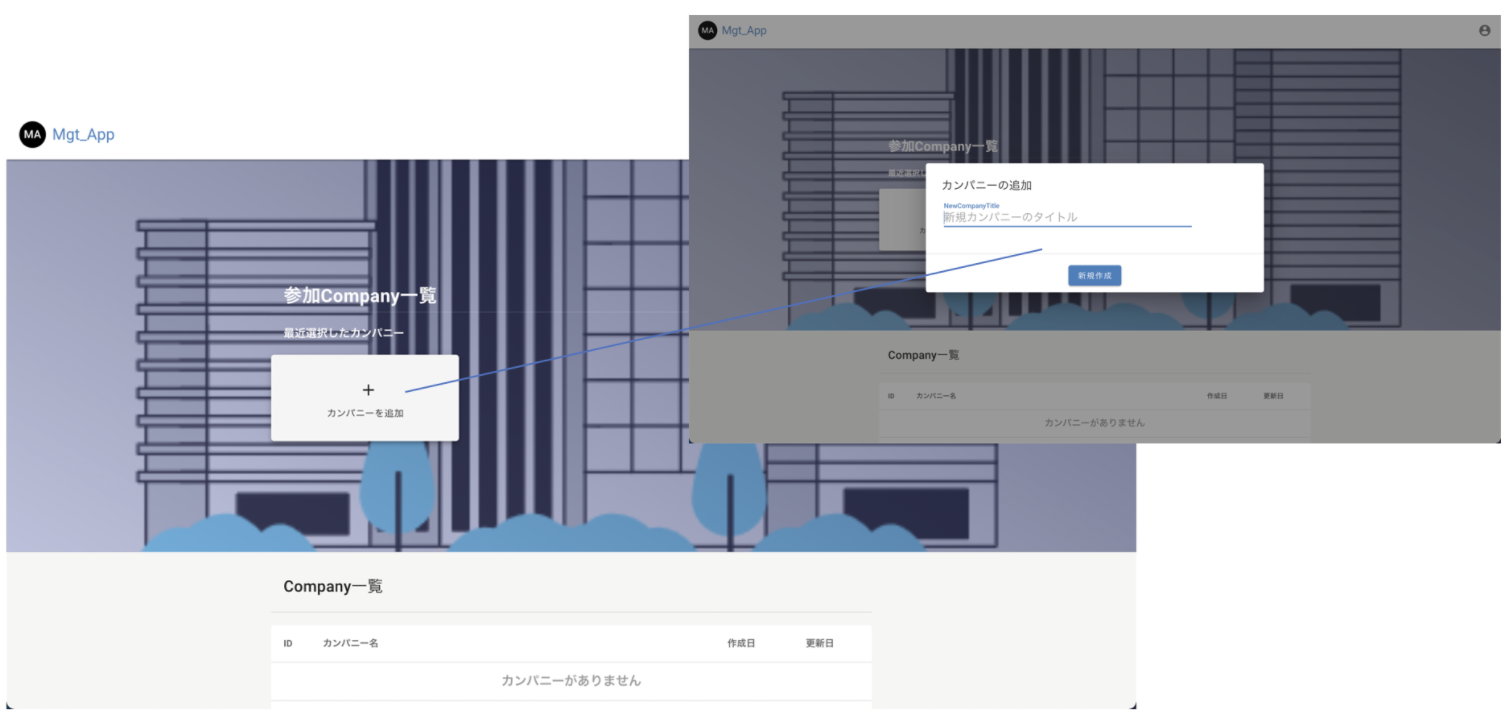 MA Mgt_App
参加Company一覧
最近選択したカンパニー
+
カンパニーを追加
Company一覧
ID カンパニー名 作成日 更新日
カンパニーがありません
MA Mgt_App
参加Company一覧
最近選択し
カ
カンパニーの追加
NewCompanyTitle
新規カンパニーのタイトル
新規作成
Company一覧
ID カンパニー名 作成日 更新日
カンパニーがありません